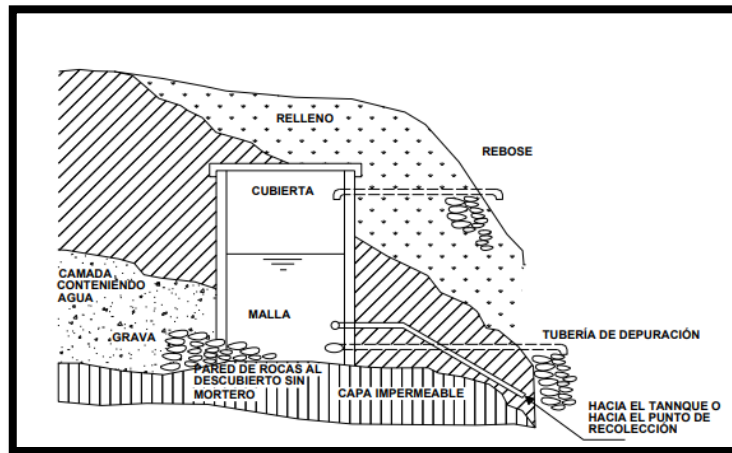 RELLENO
REBOSE
CUBIERTA
CAMADA
CONTENIENDO
AGUA
MALLA
GRAVA
TUBERÍA DE DEPURACIÓN
PARED DE ROCAS AL
DESCUBIERTO SIN
MORTERO
CAPA IMPERMEABLE
HACIA EL TANNQUE O
HACIA EL PUNTO DE
RECOLECCIÓN